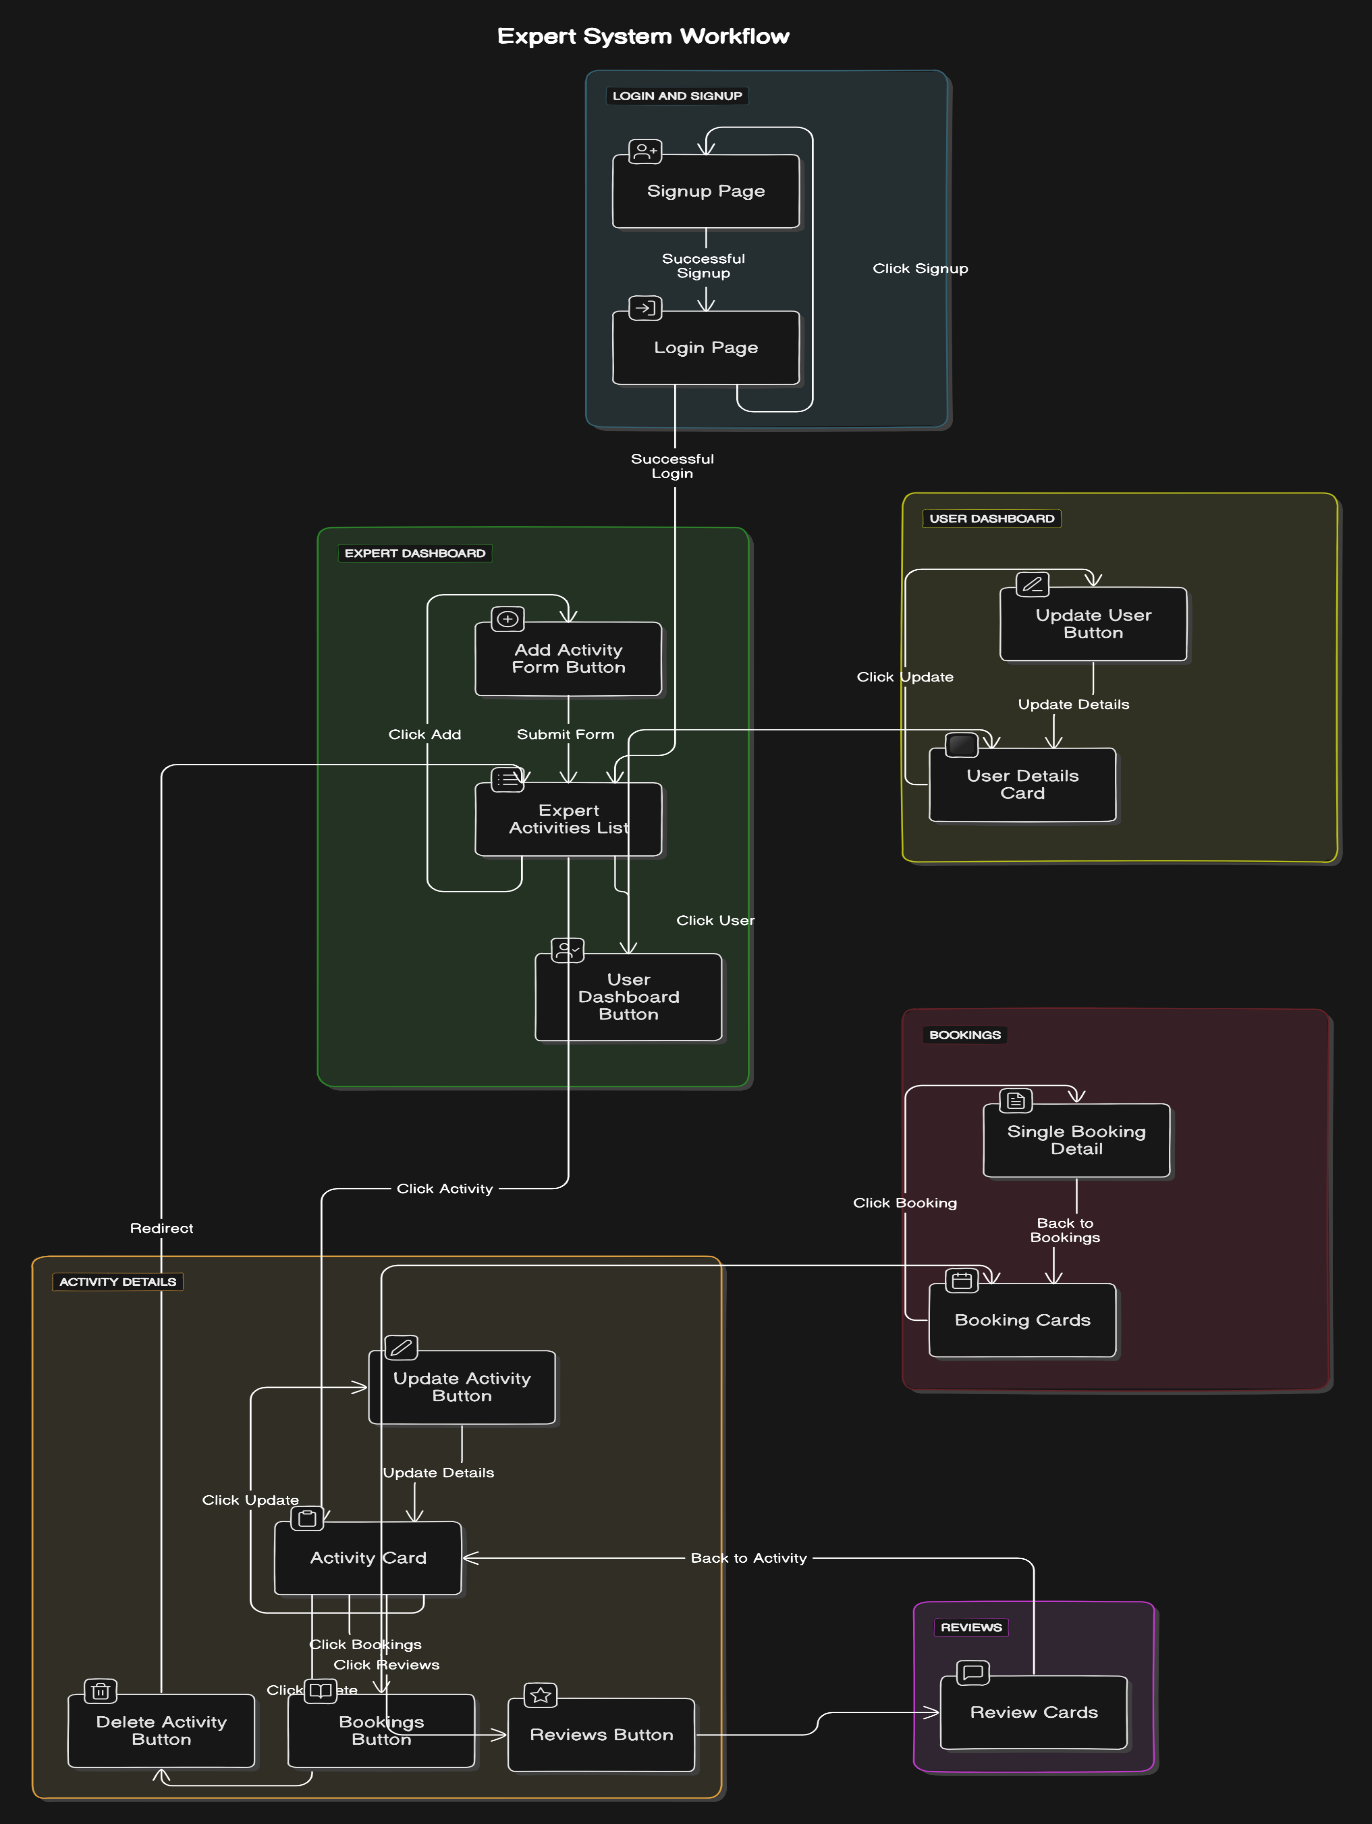 Expert System Workflow
LOGIN AND SIGNUP
Signup Page
Successful
Signup
Click Signup
Login Page
Successful
Login
USER DASHBOARD
EXPERT DASHBOARD
Update User
Button
Add Activity
Form Button
Click Update
Update Details
Click Add
Submit Form
User Details
Card
Expert
Activities List
Click User
User
Dashboard
Button
BOOKINGS
Single Booking
Detail
Click Activity
Click Booking
Redirect
Back to
Bookings
ACTIVITY DETAILS
Booking Cards
Update Activity
Button
Update Details
Click Update
Activity Card
Back to Activity
REVIEWS
Click Bookings
Click Reviews
Delete Activity
Button
Bookings
Button
Reviews Button
Review Cards